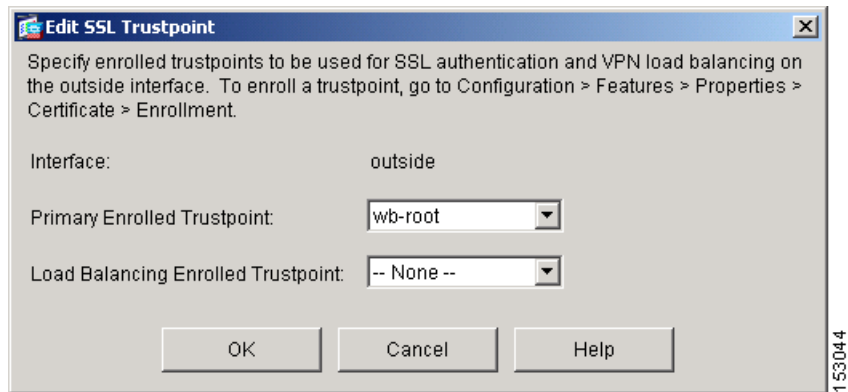 Edit SSL Trustpoint
Specify enrolled trustpoints to be used for SSL authentication and VPN load balancing on
the outside interface. To enroll a trustpoint, go to Configuration > Features > Properties >
Certificate > Enrollment.
Interface: outside
Primary Enrolled Trustpoint: wb-root
Load Balancing Enrolled Trustpoint: -- None --
OK Cancel Help
153044